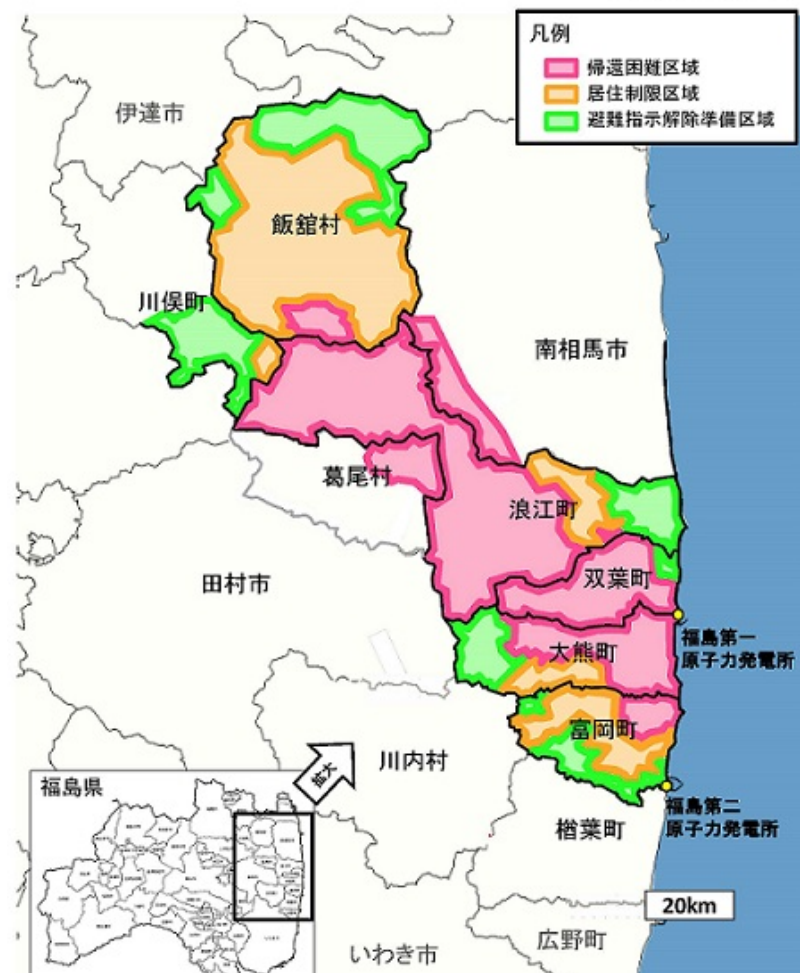 凡例
帰還困難区域
居住制限区域
避難指示解除準備区域
伊達市
飯舘村
川俣町
南相馬市
葛尾村
浪江町
田村市
双葉町
福島第一
原子力発電所
大熊町
富岡町
川内村
拡大
福島県
福島第二
原子力発電所
楢葉町
20km
広野町
いわき市